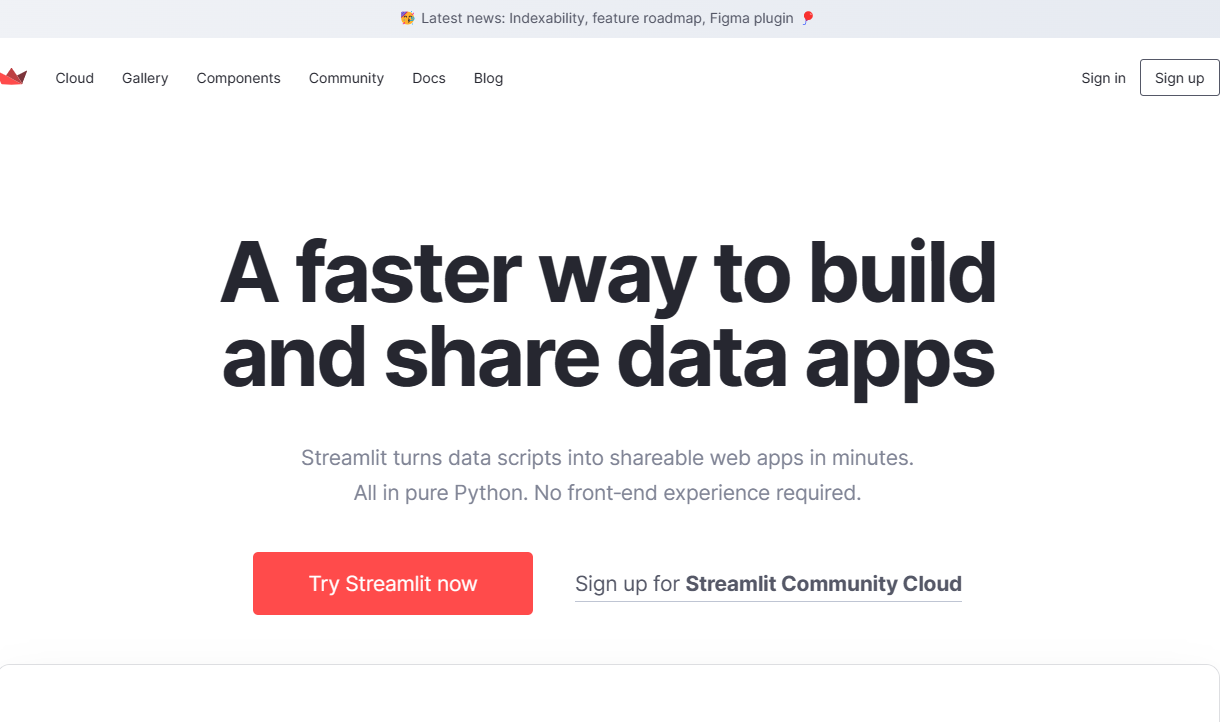 Latest news: Indexability, feature roadmap, Figma plugin
Cloud Gallery Components Community Docs Blog Sign in Sign up
A faster way to build
and share data apps
Streamlit turns data scripts into shareable web apps in minutes.
All in pure Python. No front-end experience required.
Try Streamlit now Sign up for Streamlit Community Cloud